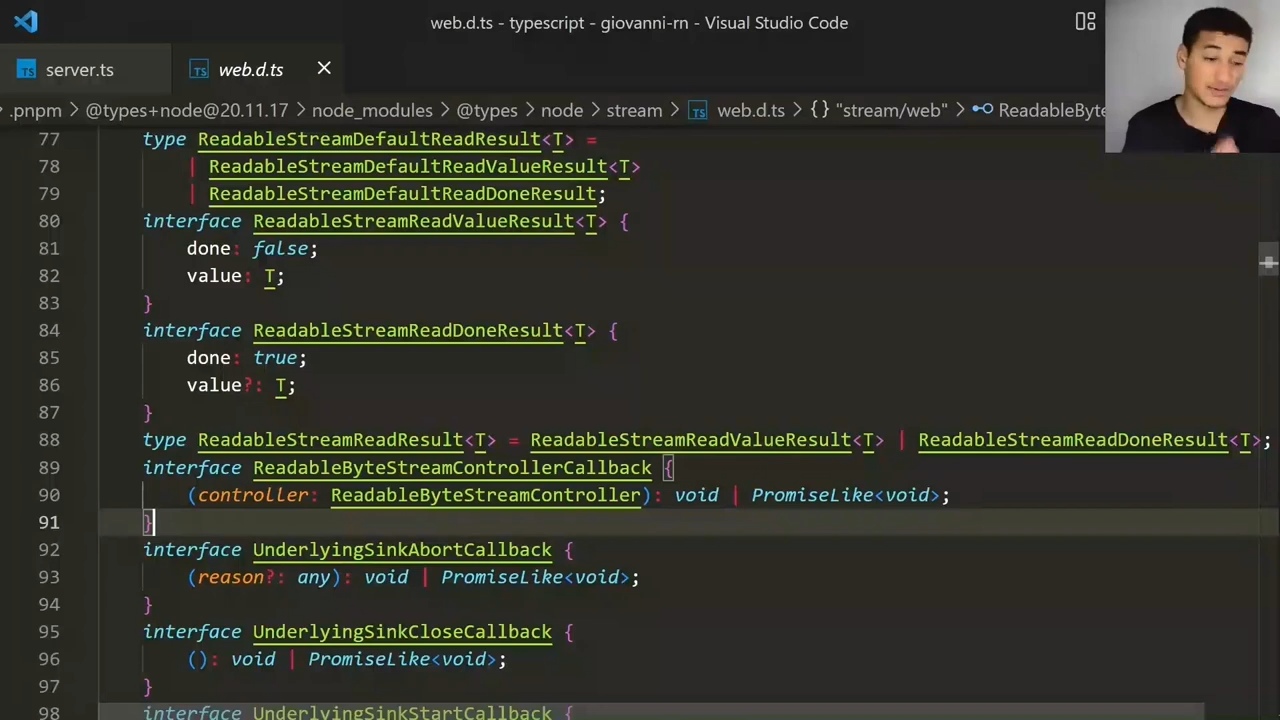 web.d.ts - typescript - giovanni-rn - Visual Studio Code
TS server.ts TS web.d.ts ×
> .pnpm > @types+node@20.11.17 > node_modules > @types > node > stream > TS web.d.ts > {} "stream/web" > ReadableByte
77 type ReadableStreamDefaultReadResult<T> =
78 | ReadableStreamDefaultReadValueResult<T>
79 | ReadableStreamDefaultReadDoneResult;
80 interface ReadableStreamReadValueResult<T> {
81 done: false;
82 value: T;
83 }
84 interface ReadableStreamReadDoneResult<T> {
85 done: true;
86 value?: T;
87 }
88 type ReadableStreamReadResult<T> = ReadableStreamReadValueResult<T> | ReadableStreamReadDoneResult<T>;
89 interface ReadableByteStreamControllerCallback {
90 (controller: ReadableByteStreamController): void | PromiseLike<void>;
91 }
92 interface UnderlyingSinkAbortCallback {
93 (reason?: any): void | PromiseLike<void>;
94 }
95 interface UnderlyingSinkCloseCallback {
96 (): void | PromiseLike<void>;
97 }
98 interface UnderlyingSinkStartCallback {